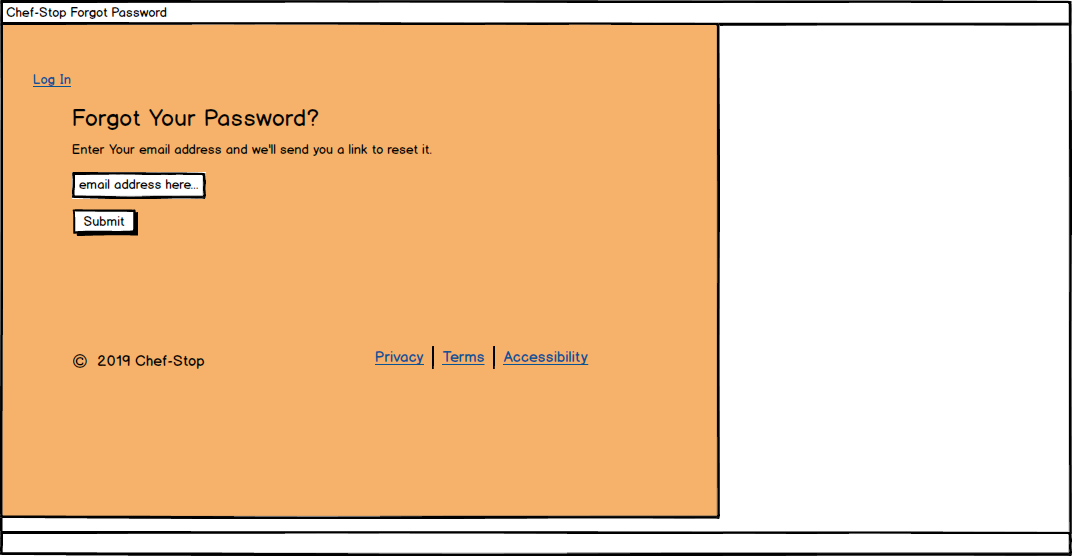 Chef-Stop Forgot Password
Log In
Forgot Your Password?
Enter Your email address and we'll send you a link to reset it.
email address here...
Submit
© 2019 Chef-Stop
Privacy | Terms | Accessibility